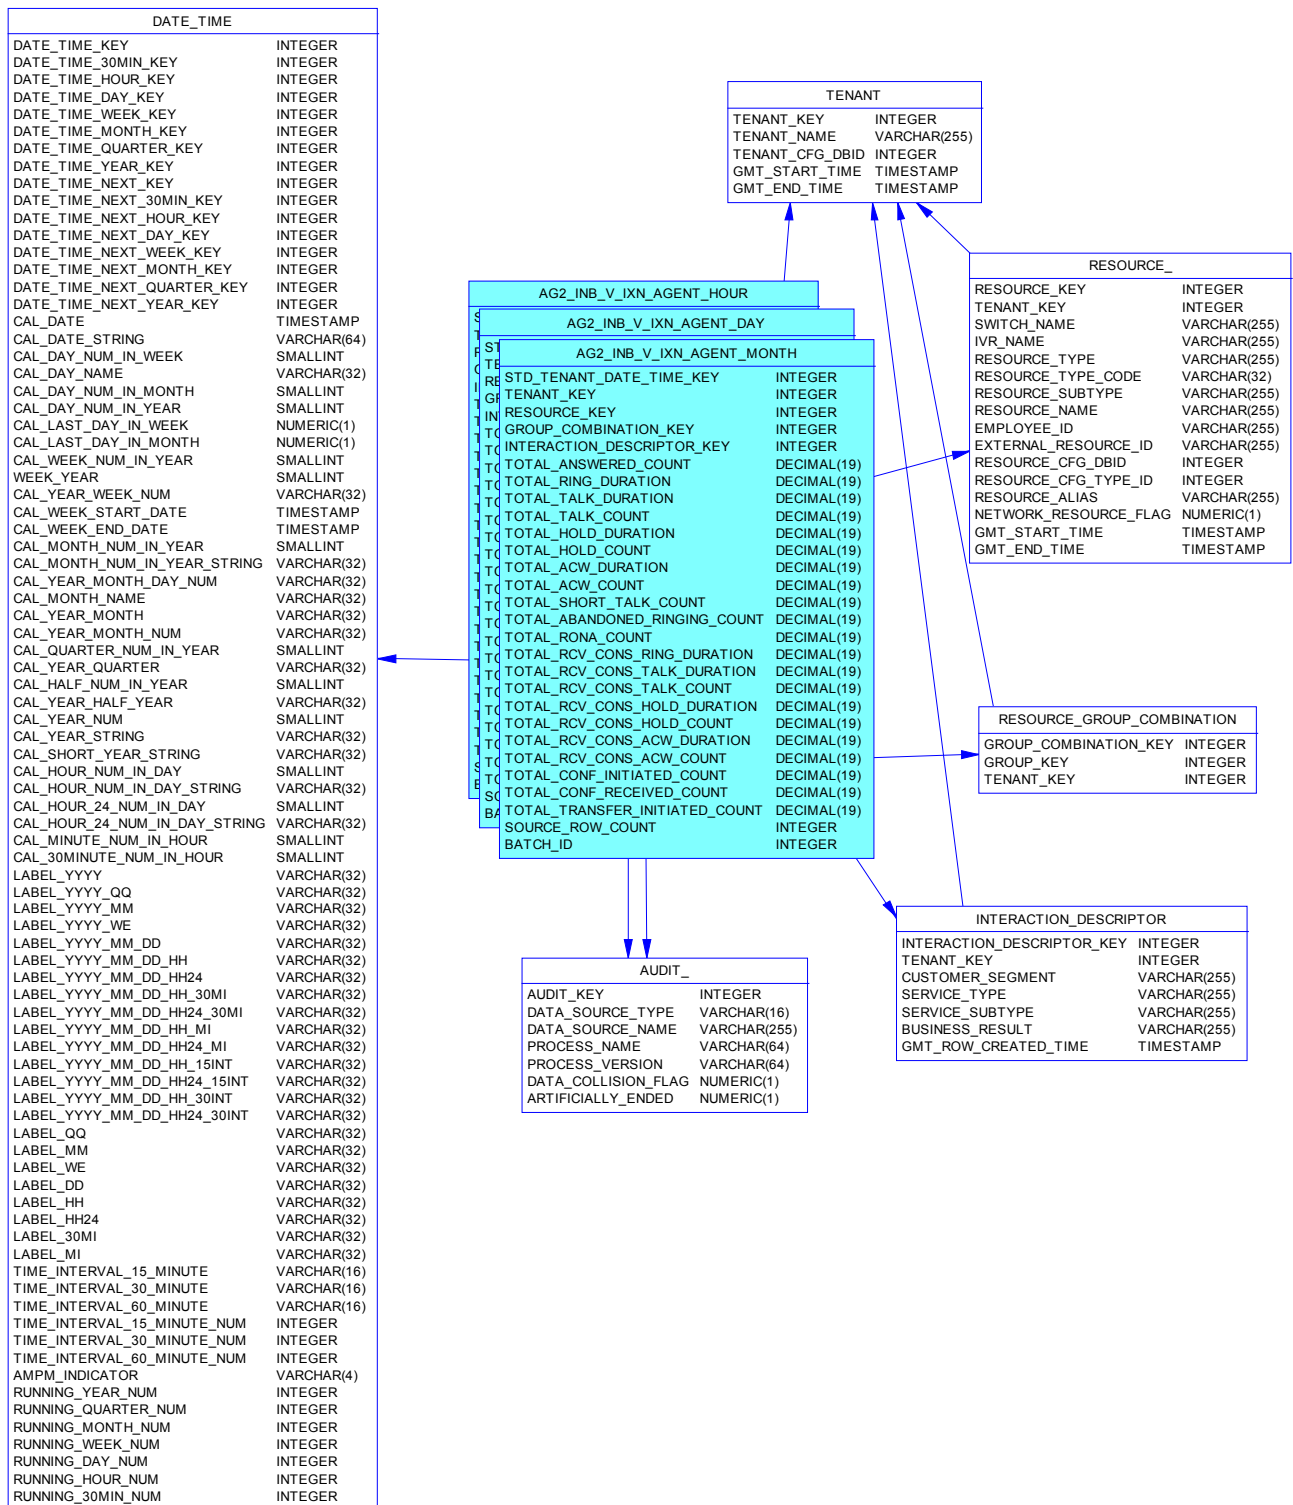 DATE_TIME
DATE_TIME_KEY INTEGER
DATE_TIME_30MIN_KEY INTEGER
DATE_TIME_HOUR_KEY INTEGER
DATE_TIME_DAY_KEY INTEGER
DATE_TIME_WEEK_KEY INTEGER
DATE_TIME_MONTH_KEY INTEGER
DATE_TIME_QUARTER_KEY INTEGER
DATE_TIME_YEAR_KEY INTEGER
DATE_TIME_NEXT_KEY INTEGER
DATE_TIME_NEXT_30MIN_KEY INTEGER
DATE_TIME_NEXT_HOUR_KEY INTEGER
DATE_TIME_NEXT_DAY_KEY INTEGER
DATE_TIME_NEXT_WEEK_KEY INTEGER
DATE_TIME_NEXT_MONTH_KEY INTEGER
DATE_TIME_NEXT_QUARTER_KEY INTEGER
DATE_TIME_NEXT_YEAR_KEY INTEGER
CAL_DATE TIMESTAMP
CAL_DATE_STRING VARCHAR(64)
CAL_DAY_NUM_IN_WEEK SMALLINT
CAL_DAY_NAME VARCHAR(32)
CAL_DAY_NUM_IN_MONTH SMALLINT
CAL_DAY_NUM_IN_YEAR SMALLINT
CAL_LAST_DAY_IN_WEEK NUMERIC(1)
CAL_LAST_DAY_IN_MONTH NUMERIC(1)
CAL_WEEK_NUM_IN_YEAR SMALLINT
WEEK_YEAR SMALLINT
CAL_YEAR_WEEK_NUM VARCHAR(32)
CAL_WEEK_START_DATE TIMESTAMP
CAL_WEEK_END_DATE TIMESTAMP
CAL_MONTH_NUM_IN_YEAR SMALLINT
CAL_MONTH_NUM_IN_YEAR_STRING VARCHAR(32)
CAL_YEAR_MONTH_DAY_NUM VARCHAR(32)
CAL_MONTH_NAME VARCHAR(32)
CAL_YEAR_MONTH VARCHAR(32)
CAL_YEAR_MONTH_NUM VARCHAR(32)
CAL_QUARTER_NUM_IN_YEAR SMALLINT
CAL_YEAR_QUARTER VARCHAR(32)
CAL_HALF_NUM_IN_YEAR SMALLINT
CAL_YEAR_HALF_YEAR VARCHAR(32)
CAL_YEAR_NUM SMALLINT
CAL_YEAR_STRING VARCHAR(32)
CAL_SHORT_YEAR_STRING VARCHAR(32)
CAL_HOUR_NUM_IN_DAY SMALLINT
CAL_HOUR_NUM_IN_DAY_STRING VARCHAR(32)
CAL_HOUR_24_NUM_IN_DAY SMALLINT
CAL_HOUR_24_NUM_IN_DAY_STRING VARCHAR(32)
CAL_MINUTE_NUM_IN_HOUR SMALLINT
CAL_30MINUTE_NUM_IN_HOUR SMALLINT
LABEL_YYYY VARCHAR(32)
LABEL_YYYY_QQ VARCHAR(32)
LABEL_YYYY_MM VARCHAR(32)
LABEL_YYYY_WE VARCHAR(32)
LABEL_YYYY_MM_DD VARCHAR(32)
LABEL_YYYY_MM_DD_HH VARCHAR(32)
LABEL_YYYY_MM_DD_HH24 VARCHAR(32)
LABEL_YYYY_MM_DD_HH_30MI VARCHAR(32)
LABEL_YYYY_MM_DD_HH24_30MI VARCHAR(32)
LABEL_YYYY_MM_DD_HH_MI VARCHAR(32)
LABEL_YYYY_MM_DD_HH24_MI VARCHAR(32)
LABEL_YYYY_MM_DD_HH_15INT VARCHAR(32)
LABEL_YYYY_MM_DD_HH24_15INT VARCHAR(32)
LABEL_YYYY_MM_DD_HH_30INT VARCHAR(32)
LABEL_YYYY_MM_DD_HH24_30INT VARCHAR(32)
LABEL_QQ VARCHAR(32)
LABEL_MM VARCHAR(32)
LABEL_WE VARCHAR(32)
LABEL_DD VARCHAR(32)
LABEL_HH VARCHAR(32)
LABEL_HH24 VARCHAR(32)
LABEL_30MI VARCHAR(32)
LABEL_MI VARCHAR(32)
TIME_INTERVAL_15_MINUTE VARCHAR(16)
TIME_INTERVAL_30_MINUTE VARCHAR(16)
TIME_INTERVAL_60_MINUTE VARCHAR(16)
TIME_INTERVAL_15_MINUTE_NUM INTEGER
TIME_INTERVAL_30_MINUTE_NUM INTEGER
TIME_INTERVAL_60_MINUTE_NUM INTEGER
AMPM_INDICATOR VARCHAR(4)
RUNNING_YEAR_NUM INTEGER
RUNNING_QUARTER_NUM INTEGER
RUNNING_MONTH_NUM INTEGER
RUNNING_WEEK_NUM INTEGER
RUNNING_DAY_NUM INTEGER
RUNNING_HOUR_NUM INTEGER
RUNNING_30MIN_NUM INTEGER
TENANT
TENANT_KEY INTEGER
TENANT_NAME VARCHAR(255)
TENANT_CFG_DBID INTEGER
GMT_START_TIME TIMESTAMP
GMT_END_TIME TIMESTAMP
RESOURCE_
RESOURCE_KEY INTEGER
TENANT_KEY INTEGER
SWITCH_NAME VARCHAR(255)
IVR_NAME VARCHAR(255)
RESOURCE_TYPE VARCHAR(255)
RESOURCE_TYPE_CODE VARCHAR(32)
RESOURCE_SUBTYPE VARCHAR(255)
RESOURCE_NAME VARCHAR(255)
EMPLOYEE_ID VARCHAR(255)
EXTERNAL_RESOURCE_ID VARCHAR(255)
RESOURCE_CFG_DBID INTEGER
RESOURCE_CFG_TYPE_ID INTEGER
RESOURCE_ALIAS VARCHAR(255)
NETWORK_RESOURCE_FLAG NUMERIC(1)
GMT_START_TIME TIMESTAMP
GMT_END_TIME TIMESTAMP
AG2_INB_V_IXN_AGENT_HOUR
AG2_INB_V_IXN_AGENT_DAY
AG2_INB_V_IXN_AGENT_MONTH
STD_TENANT_DATE_TIME_KEY INTEGER
TENANT_KEY INTEGER
RESOURCE_KEY INTEGER
GROUP_COMBINATION_KEY INTEGER
INTERACTION_DESCRIPTOR_KEY INTEGER
TOTAL_ANSWERED_COUNT DECIMAL(19)
TOTAL_RING_DURATION DECIMAL(19)
TOTAL_TALK_DURATION DECIMAL(19)
TOTAL_TALK_COUNT DECIMAL(19)
TOTAL_HOLD_DURATION DECIMAL(19)
TOTAL_HOLD_COUNT DECIMAL(19)
TOTAL_ACW_DURATION DECIMAL(19)
TOTAL_ACW_COUNT DECIMAL(19)
TOTAL_SHORT_TALK_COUNT DECIMAL(19)
TOTAL_ABANDONED_RINGING_COUNT DECIMAL(19)
TOTAL_RONA_COUNT DECIMAL(19)
TOTAL_RCV_CONS_RING_DURATION DECIMAL(19)
TOTAL_RCV_CONS_TALK_DURATION DECIMAL(19)
TOTAL_RCV_CONS_TALK_COUNT DECIMAL(19)
TOTAL_RCV_CONS_HOLD_DURATION DECIMAL(19)
TOTAL_RCV_CONS_HOLD_COUNT DECIMAL(19)
TOTAL_RCV_CONS_ACW_DURATION DECIMAL(19)
TOTAL_RCV_CONS_ACW_COUNT DECIMAL(19)
TOTAL_CONF_INITIATED_COUNT DECIMAL(19)
TOTAL_CONF_RECEIVED_COUNT DECIMAL(19)
TOTAL_TRANSFER_INITIATED_COUNT DECIMAL(19)
SOURCE_ROW_COUNT INTEGER
BATCH_ID INTEGER
RESOURCE_GROUP_COMBINATION
GROUP_COMBINATION_KEY INTEGER
GROUP_KEY INTEGER
TENANT_KEY INTEGER
INTERACTION_DESCRIPTOR
INTERACTION_DESCRIPTOR_KEY INTEGER
TENANT_KEY INTEGER
CUSTOMER_SEGMENT VARCHAR(255)
SERVICE_TYPE VARCHAR(255)
SERVICE_SUBTYPE VARCHAR(255)
BUSINESS_RESULT VARCHAR(255)
GMT_ROW_CREATED_TIME TIMESTAMP
AUDIT_
AUDIT_KEY INTEGER
DATA_SOURCE_TYPE VARCHAR(16)
DATA_SOURCE_NAME VARCHAR(255)
PROCESS_NAME VARCHAR(64)
PROCESS_VERSION VARCHAR(64)
DATA_COLLISION_FLAG NUMERIC(1)
ARTIFICIALLY_ENDED NUMERIC(1)